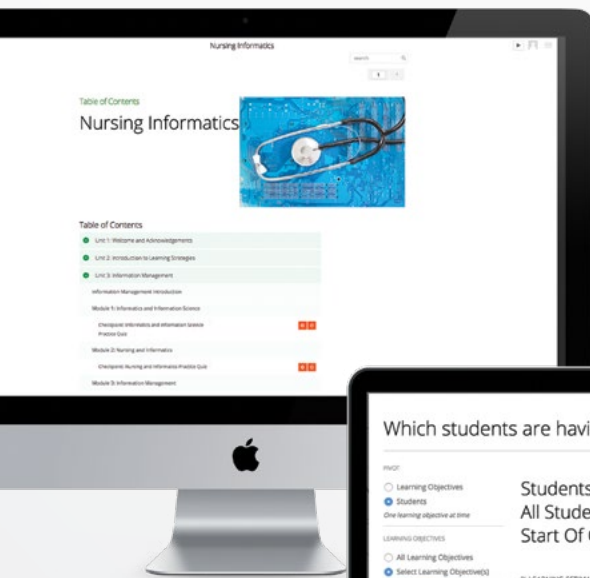 Nursing Informatics
search
1
Table of Contents
Nursing Informatics
Table of Contents
Unit 1: Welcome and Acknowledgements
Unit 2: Introduction to Learning Strategies
Unit 3: Information Management
Information Management Introduction
Module 1: Informatics and Information Science
Checkpoint: Informatics and Information Science
Practice Quiz
Module 2: Nursing and Informatics
Checkpoint: Nursing and Informatics Practice Quiz
Module 3: Information Management
Which students are havi
PIVOT
Learning Objectives
Students
One learning objective at time
LEARNING OBJECTIVES
All Learning Objectives
Select Learning Objective(s)
Students
All Stude
Start Of